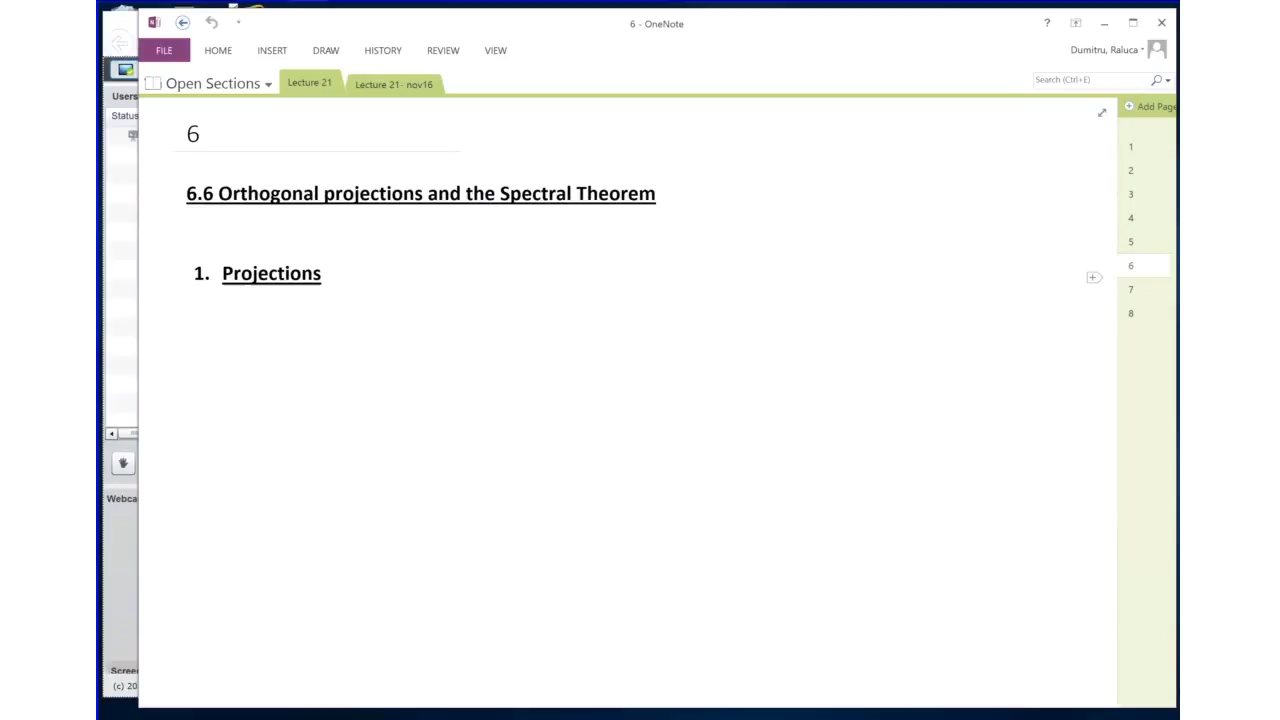 6 - OneNote
?
FILE HOME INSERT DRAW HISTORY REVIEW VIEW
Dumitru, Raluca
Open Sections Lecture 21 Lecture 21- nov16
Search (Ctrl+E)
Users
Status
Add Page
6
1
2
3
4
5
6
7
8
6.6 Orthogonal projections and the Spectral Theorem
1. Projections
Webca
Screen
(c) 20